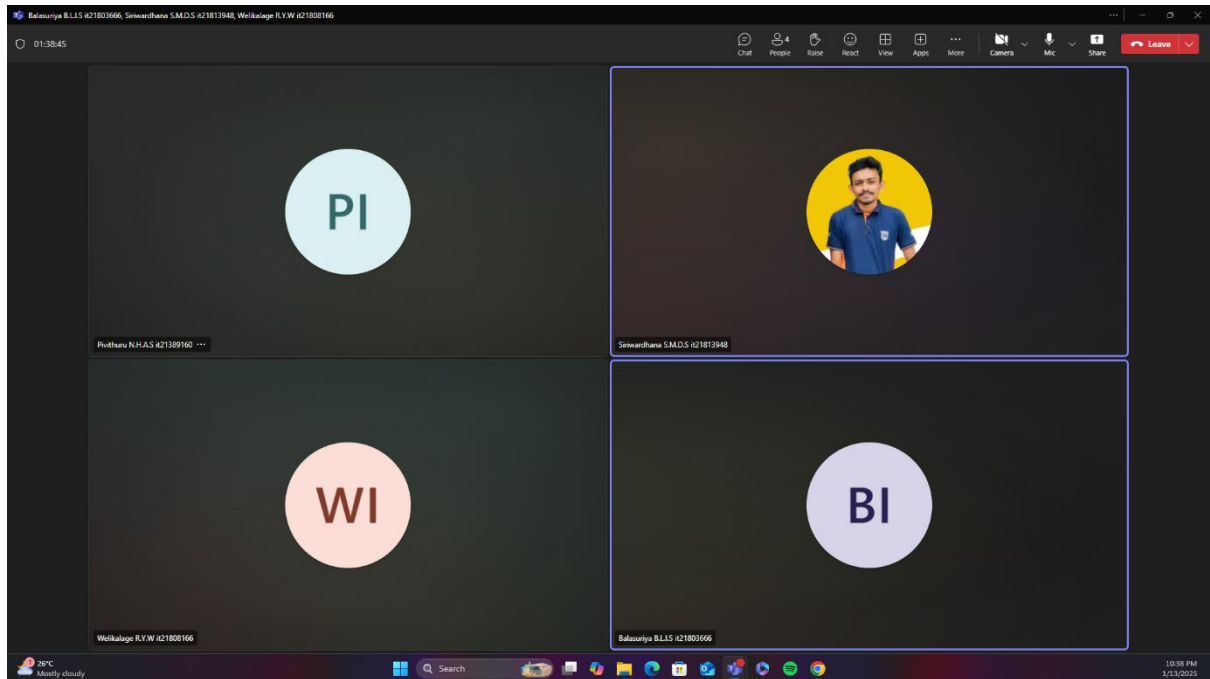 Balasuriya B.L.I.S it21803666, Siriwardhana S.M.D.S it21813948, Welikalage R.Y.W it21808166
01:38:45
Chat
4
People
Raise
React
View
Apps
More
Camera
Mic
Share
Leave
PI
Pivithuru N.H.A.S it21389160
Siriwardhana S.M.D.S it21813948
WI
BI
Welikalage R.Y.W it21808166
Balasuriya B.L.I.S it21803666
26°C
Mostly cloudy
Search
10:38 PM
1/13/2025